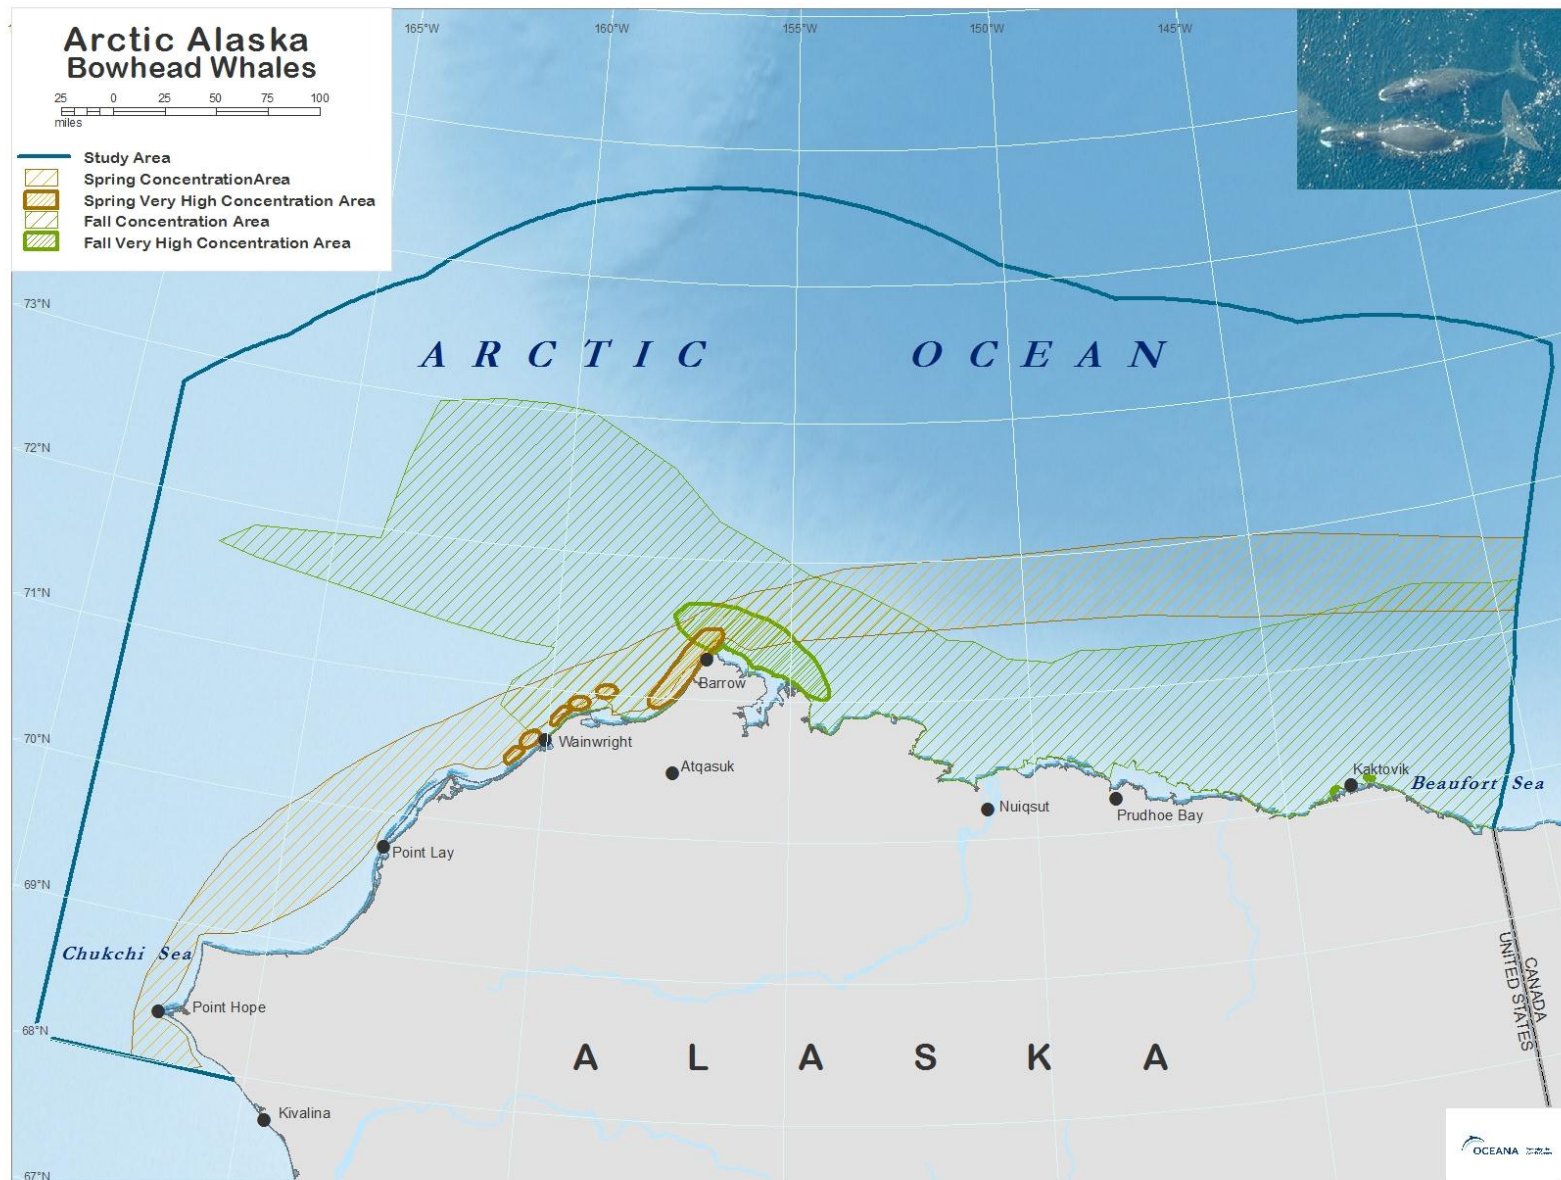 Arctic Alaska
Bowhead Whales
25 0 25 50 75 100
miles
Study Area
Spring ConcentrationArea
Spring Very High Concentration Area
Fall Concentration Area
Fall Very High Concentration Area
165°W 160°W 155°W 150°W 145°W
73°N
ARCTIC OCEAN
72°N
71°N
Barrow
70°N
Wainwright
Atqasuk
Kaktovik
Beaufort Sea
Nuiqsut
Prudhoe Bay
Point Lay
69°N
Chukchi Sea
CANADA
UNITED STATES
Point Hope
68°N
ALASKA
Kivalina
OCEANA
67°N